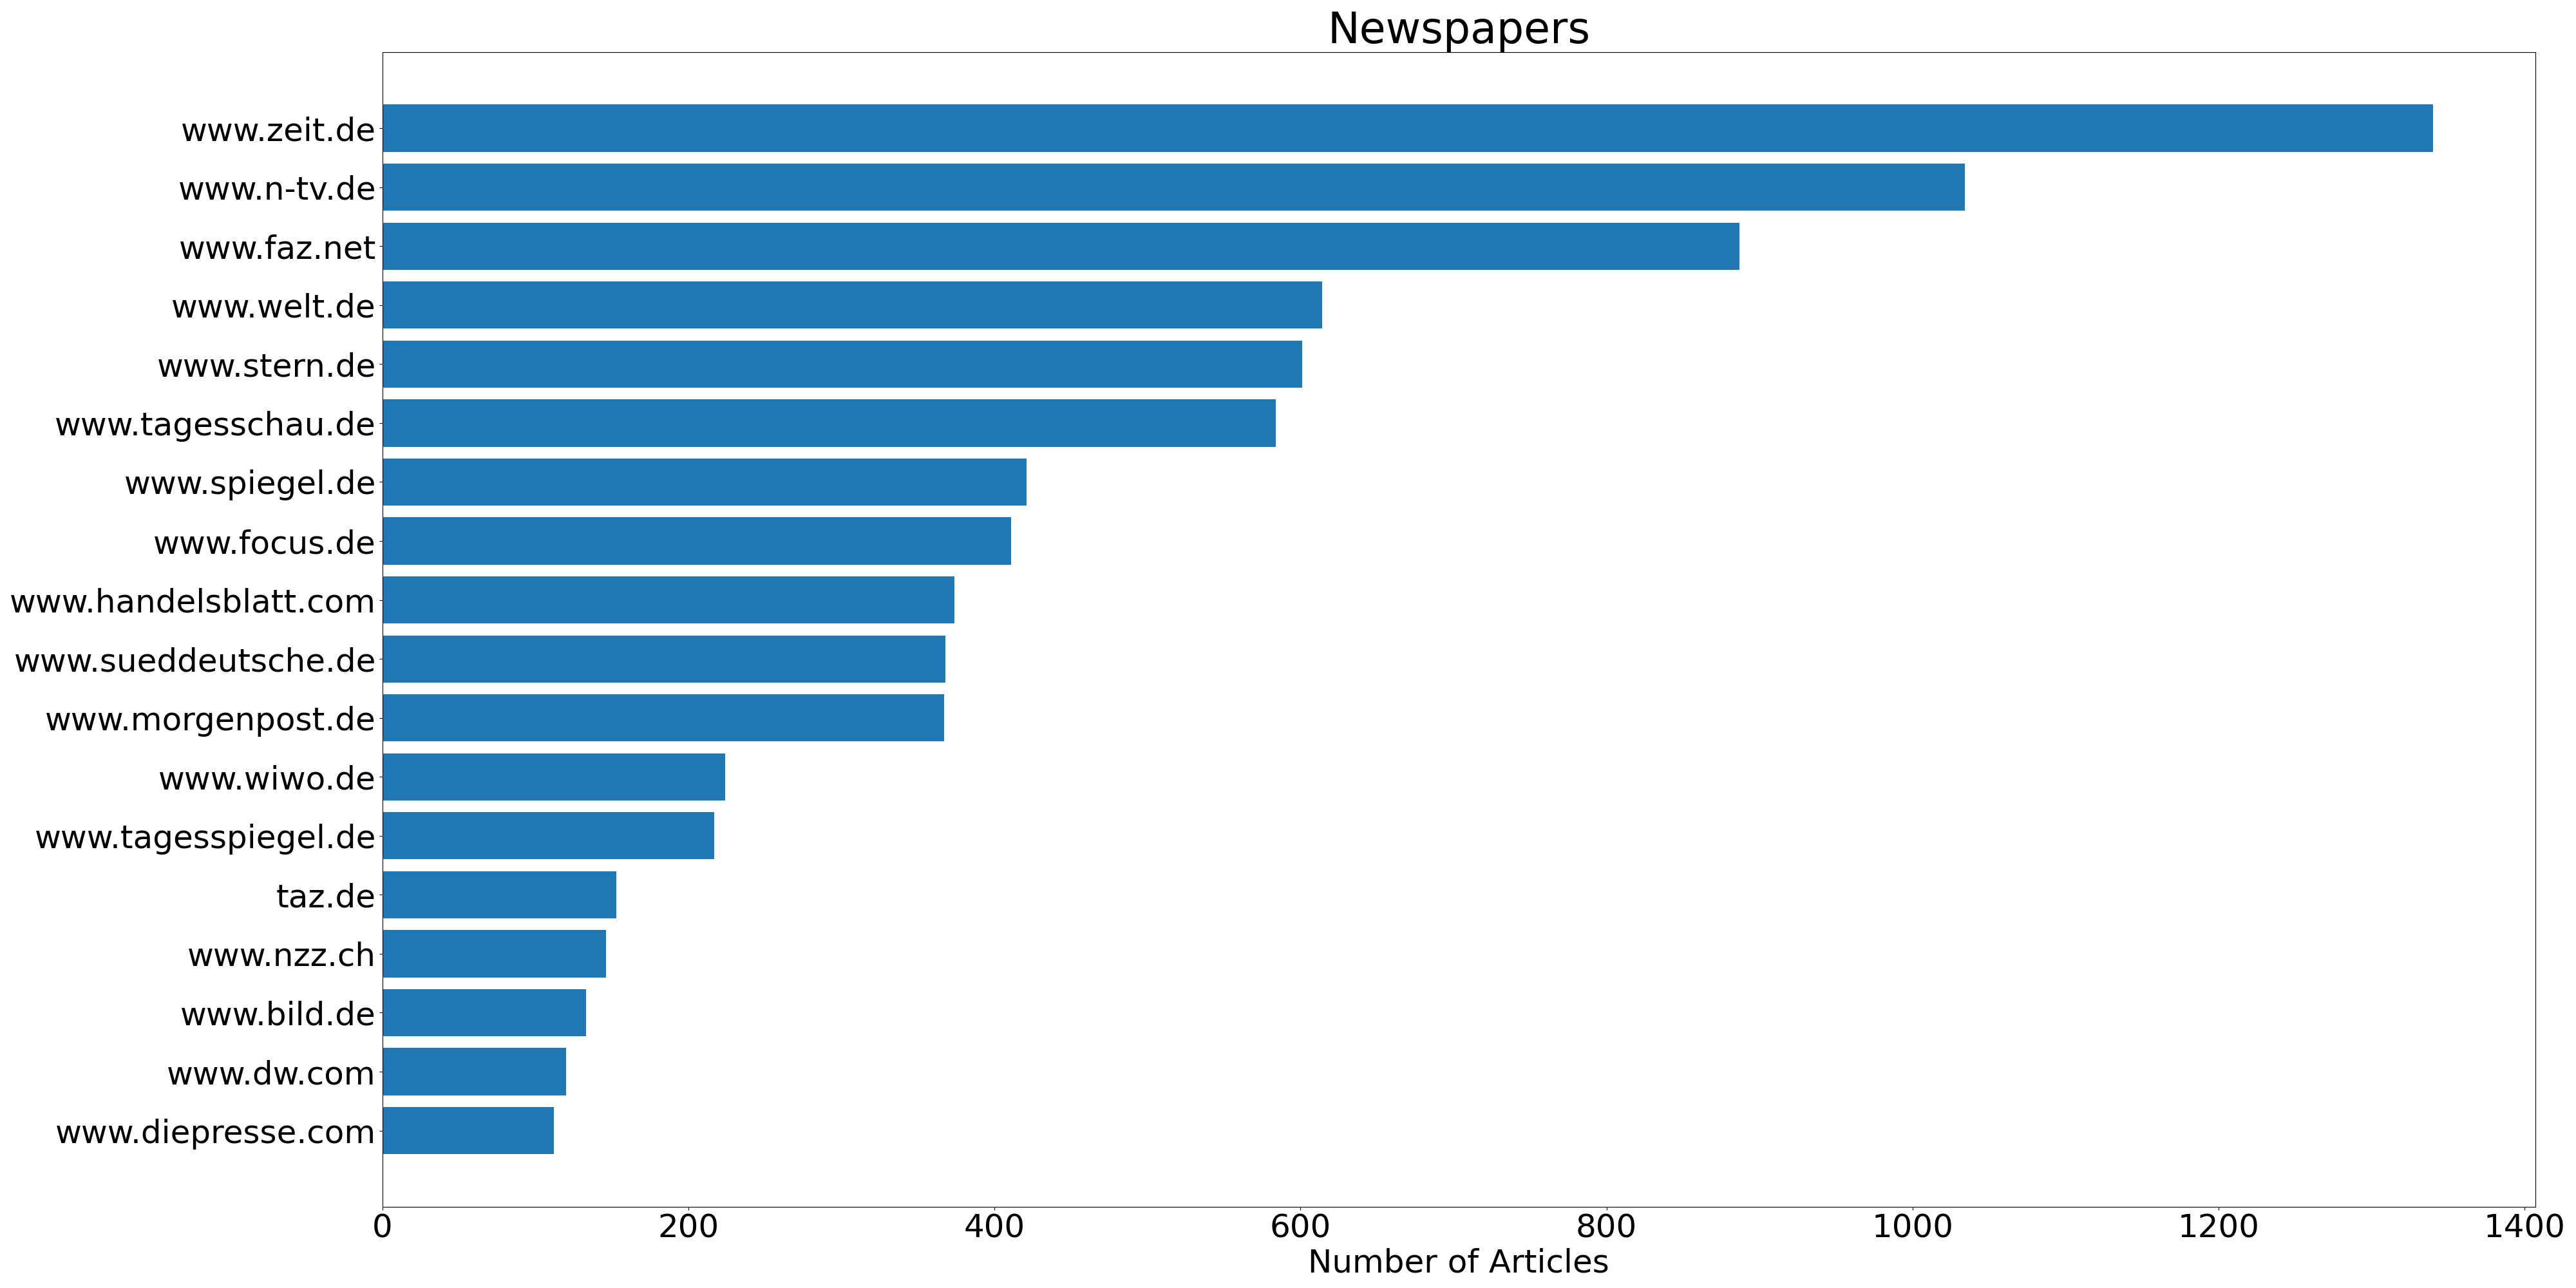 Newspapers
www.zeit.de
www.n-tv.de
www.faz.net
www.welt.de
www.stern.de
www.tagesschau.de
www.spiegel.de
www.focus.de
www.handelsblatt.com
www.sueddeutsche.de
www.morgenpost.de
www.wiwo.de
www.tagesspiegel.de
taz.de
www.nzz.ch
www.bild.de
www.dw.com
www.diepresse.com
0 200 400 600 800 1000 1200 1400
Number of Articles